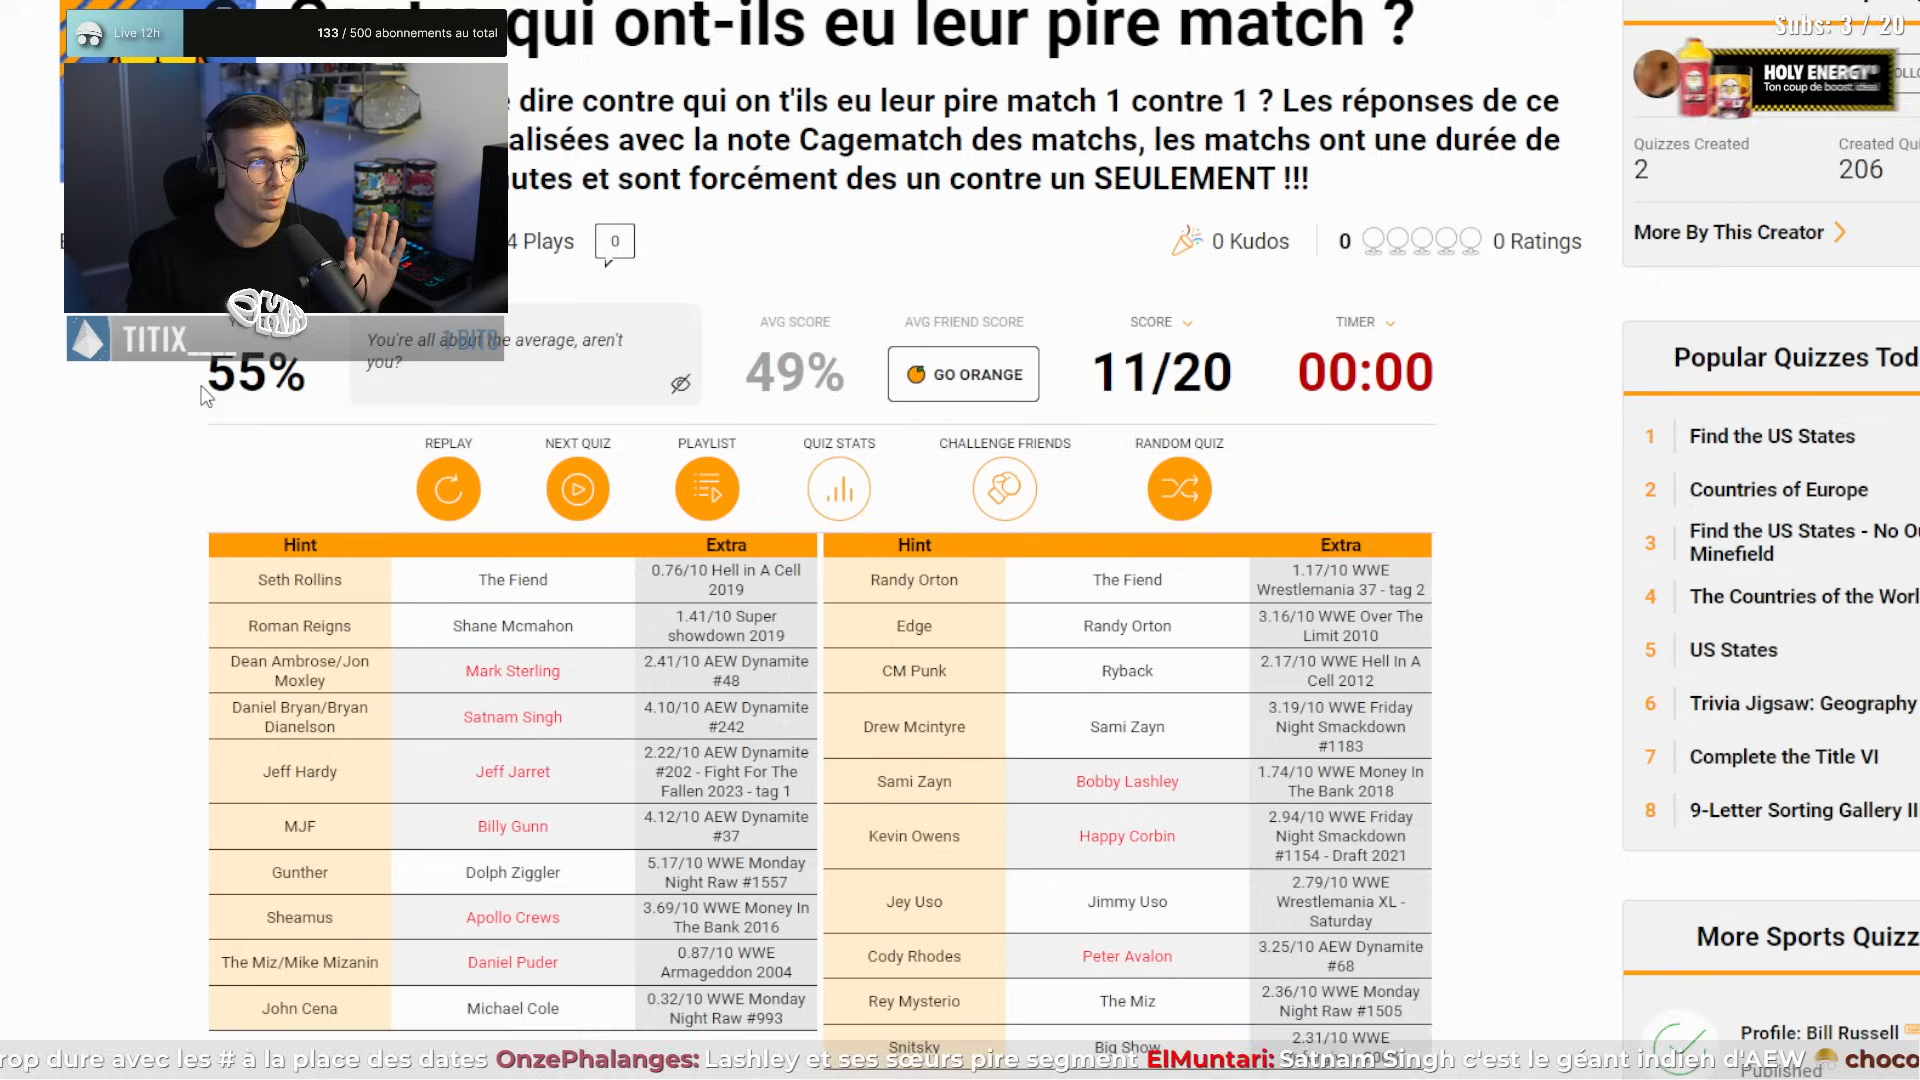 qui ont-ils eu leur pire match ?
Live 12h
133 / 500 abonnements au total
dire contre qui on t'ils eu leur pire match 1 contre 1 ? Les réponses de ce
alisées avec la note Cagematch des matchs, les matchs ont une durée de
utes et sont forcément des un contre un SEULEMENT !!!
4 Plays
0
0 Kudos
0
0 Ratings
Subs: 3 / 20
HOLY ENERGY
Ton coup de boost
Quizzes Created
2
Created Qu
206
More By This Creator
TITIX____
55%
You're all about the average, aren't
you?
AVG SCORE
49%
AVG FRIEND SCORE
GO ORANGE
SCORE
11/20
TIMER
00:00
REPLAY
NEXT QUIZ
PLAYLIST
QUIZ STATS
CHALLENGE FRIENDS
RANDOM QUIZ
Hint Extra
Seth Rollins The Fiend 0.76/10 Hell in A Cell
2019
Roman Reigns Shane Mcmahon 1.41/10 Super
showdown 2019
Dean Ambrose/Jon
Moxley Mark Sterling 2.41/10 AEW Dynamite
#48
Daniel Bryan/Bryan
Dianelson Satnam Singh 4.10/10 AEW Dynamite
#242
Jeff Hardy Jeff Jarret 2.22/10 AEW Dynamite
#202 - Fight For The
Fallen 2023 - tag 1
MJF Billy Gunn 4.12/10 AEW Dynamite
#37
Gunther Dolph Ziggler 5.17/10 WWE Monday
Night Raw #1557
Sheamus Apollo Crews 3.69/10 WWE Money In
The Bank 2016
The Miz/Mike Mizanin Daniel Puder 0.87/10 WWE
Armageddon 2004
John Cena Michael Cole 0.32/10 WWE Monday
Night Raw #993
Hint Extra
Randy Orton The Fiend 1.17/10 WWE
Wrestlemania 37 - tag 2
Edge Randy Orton 3.16/10 WWE Over The
Limit 2010
CM Punk Ryback 2.17/10 WWE Hell In A
Cell 2012
Drew Mcintyre Sami Zayn 3.19/10 WWE Friday
Night Smackdown
#1183
Sami Zayn Bobby Lashley 1.74/10 WWE Money In
The Bank 2018
Kevin Owens Happy Corbin 2.94/10 WWE Friday
Night Smackdown
#1154 - Draft 2021
Jey Uso Jimmy Uso 2.79/10 WWE
Wrestlemania XL -
Saturday
Cody Rhodes Peter Avalon 3.25/10 AEW Dynamite
#68
Rey Mysterio The Miz 2.36/10 WWE Monday
Night Raw #1505
Snitsky Big Show 2.31/10 WWE
Popular Quizzes Tod
1 Find the US States
2 Countries of Europe
3 Find the US States - No Ou
Minefield
4 The Countries of the Worl
5 US States
6 Trivia Jigsaw: Geography
7 Complete the Title VI
8 9-Letter Sorting Gallery II
More Sports Quizz
Profile: Bill Russell
Published
rop dure avec les # à la place des dates OnzePhalanges: Lashley et ses sœurs pire segment ElMuntari: Satnam Singh c'est le géant indien d'AEW choco